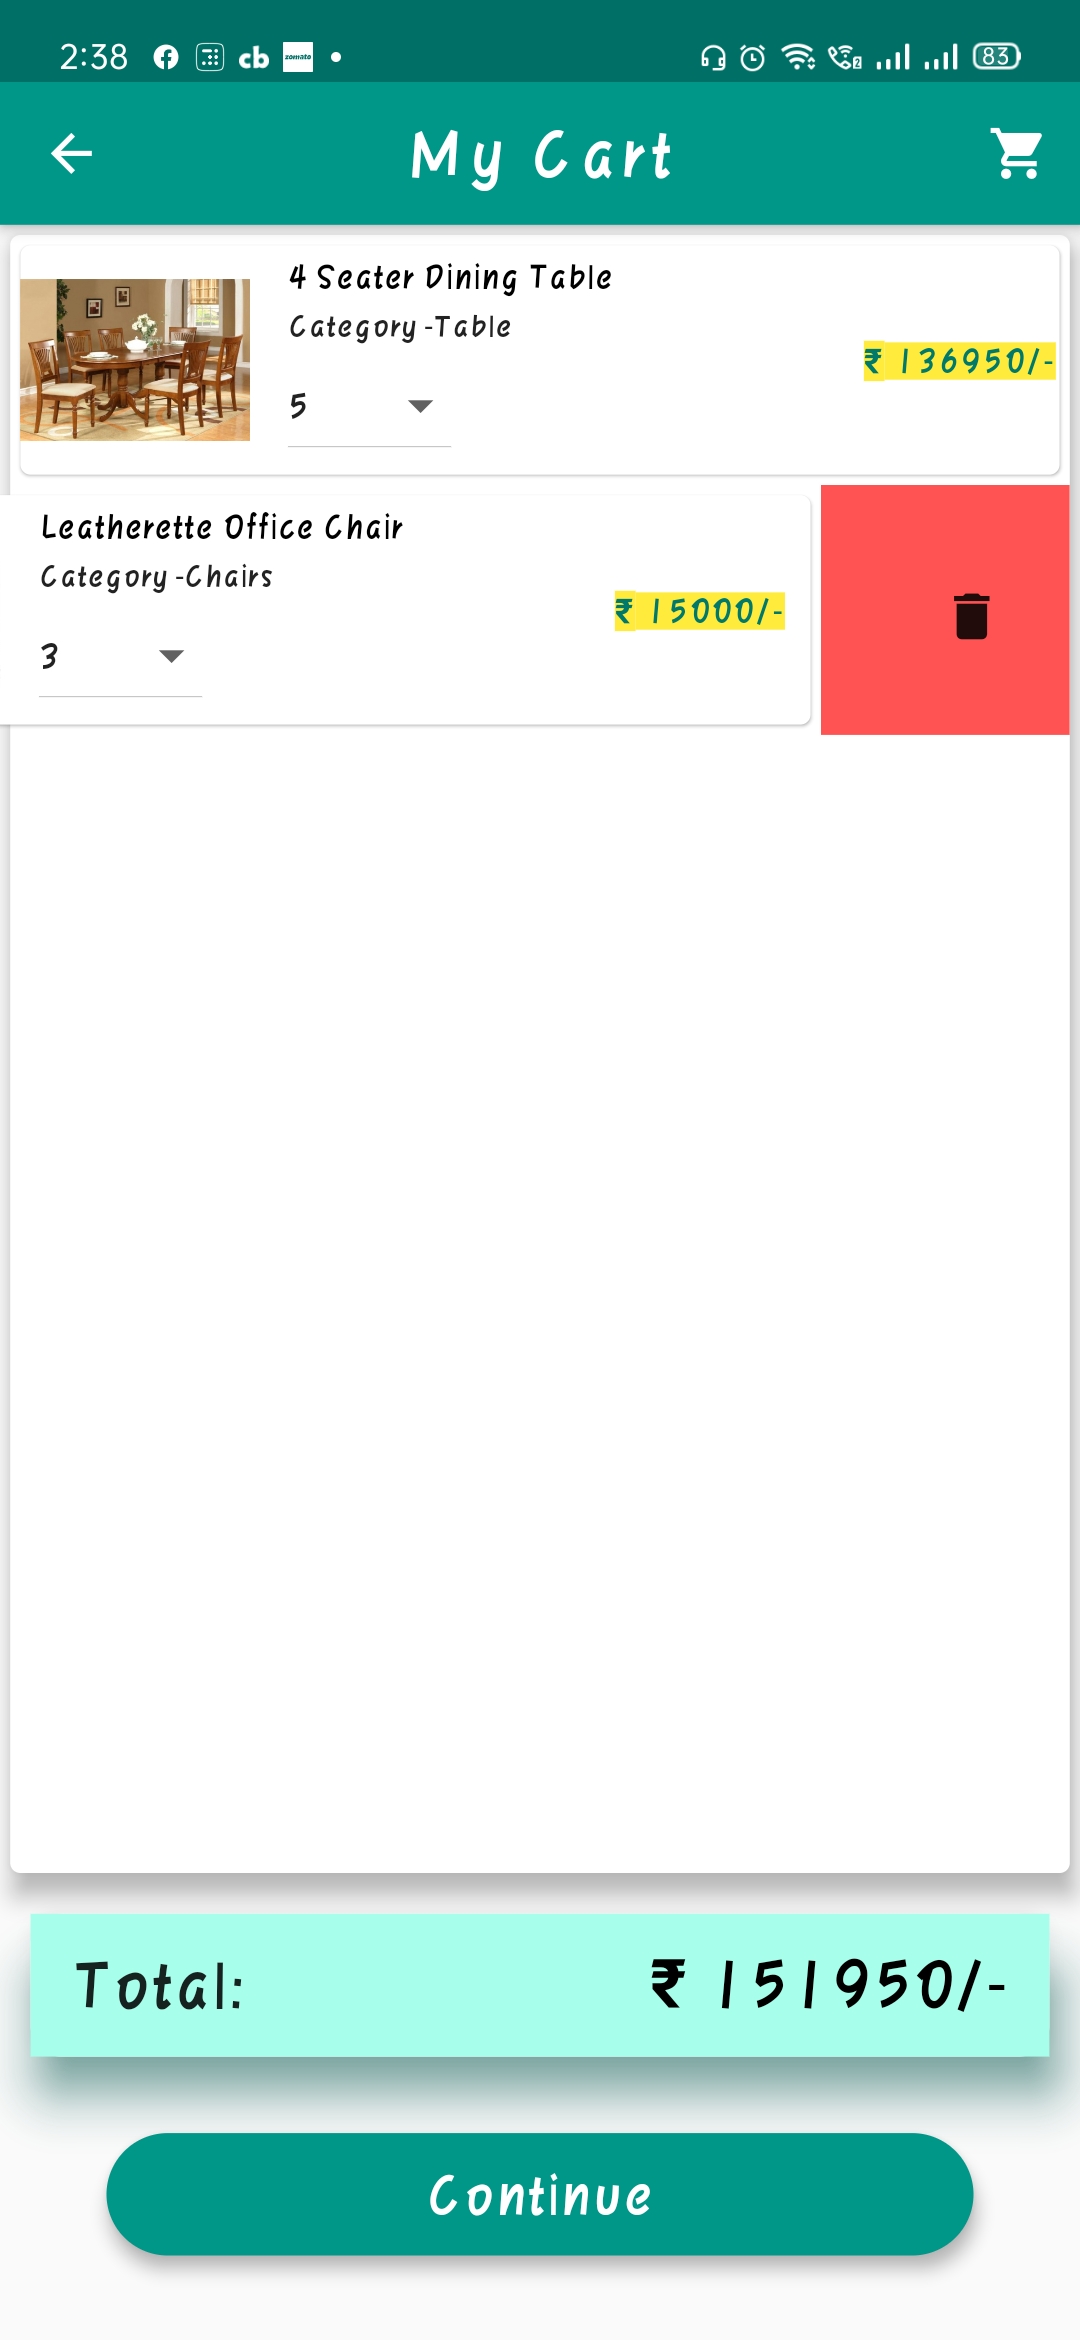 2:38 cb zomato 2 83
My Cart
4 Seater Dining Table
Category -Table
₹ 136950/-
5
Leatherette Office Chair
Category -Chairs
₹ 15000/-
3
Total: ₹ 151950/-
Continue